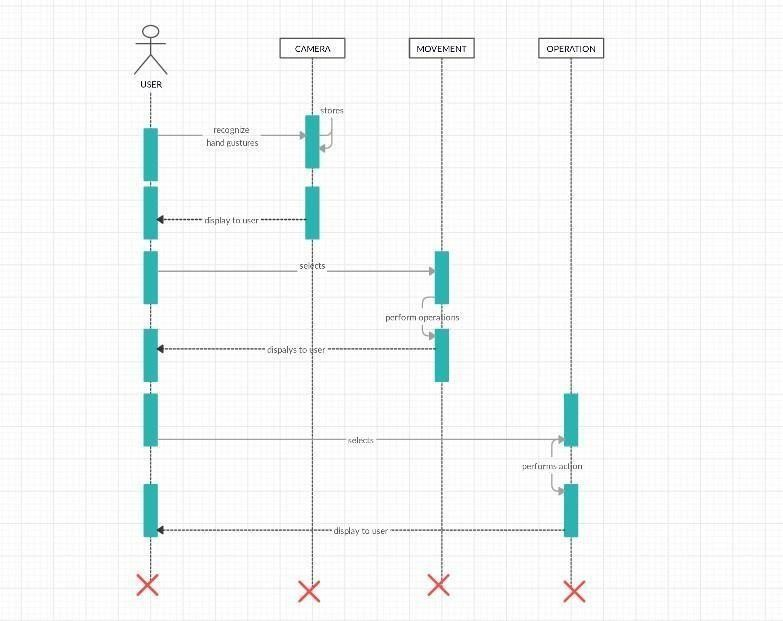 CAMERA
MOVEMENT
OPERATION
USER
stores
recognize
hand gustures
display to user
selects
perform operations
dispalys to user
selects
performs action
display to user